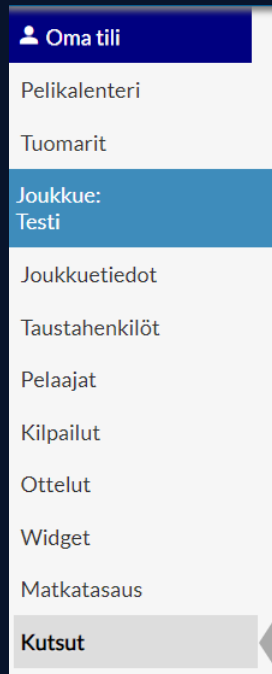 Oma tili
Pelikalenteri
Tuomarit
Joukkue:
Testi
Joukkuetiedot
Taustahenkilöt
Pelaajat
Kilpailut
Ottelut
Widget
Matkatasaus
Kutsut